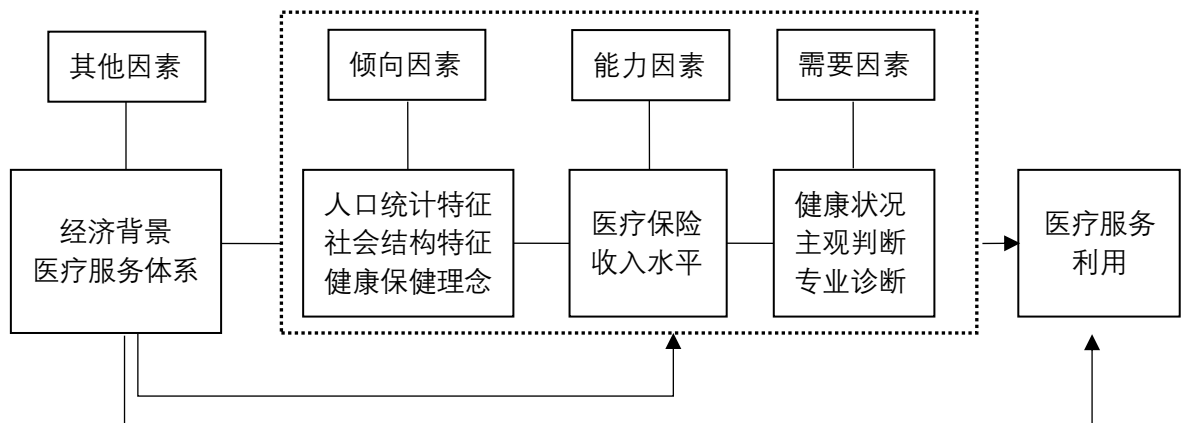 其他因素
倾向因素
能力因素
需要因素
经济背景
医疗服务体系
人口统计特征
社会结构特征
健康保健理念
医疗保险
收入水平
健康状况
主观判断
专业诊断
医疗服务
利用